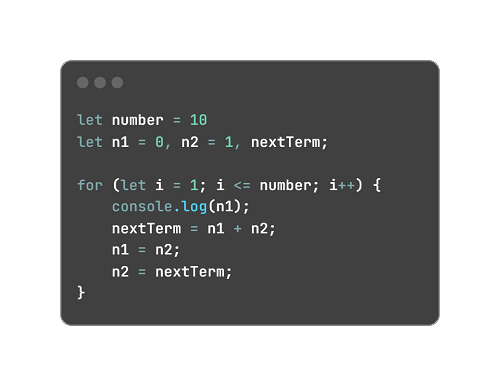 let number = 10
let n1 = 0, n2 = 1, nextTerm;
for (let i = 1; i <= number; i++) {
    console.log(n1);
    nextTerm = n1 + n2;
    n1 = n2;
    n2 = nextTerm;
}